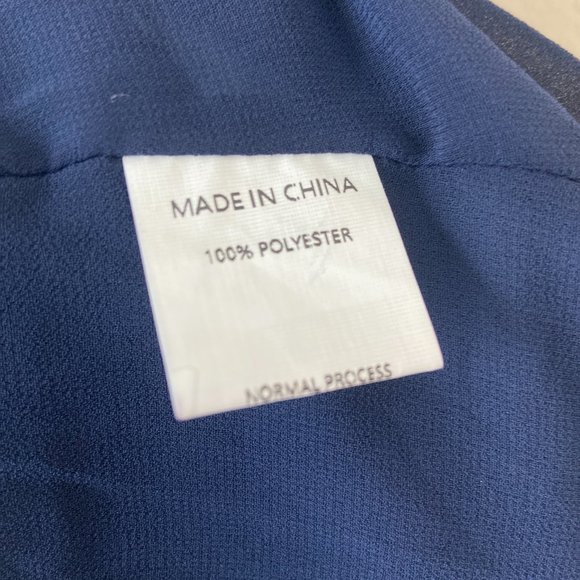 MADE IN CHINA
100% POLYESTER
NORMAL PROCESS